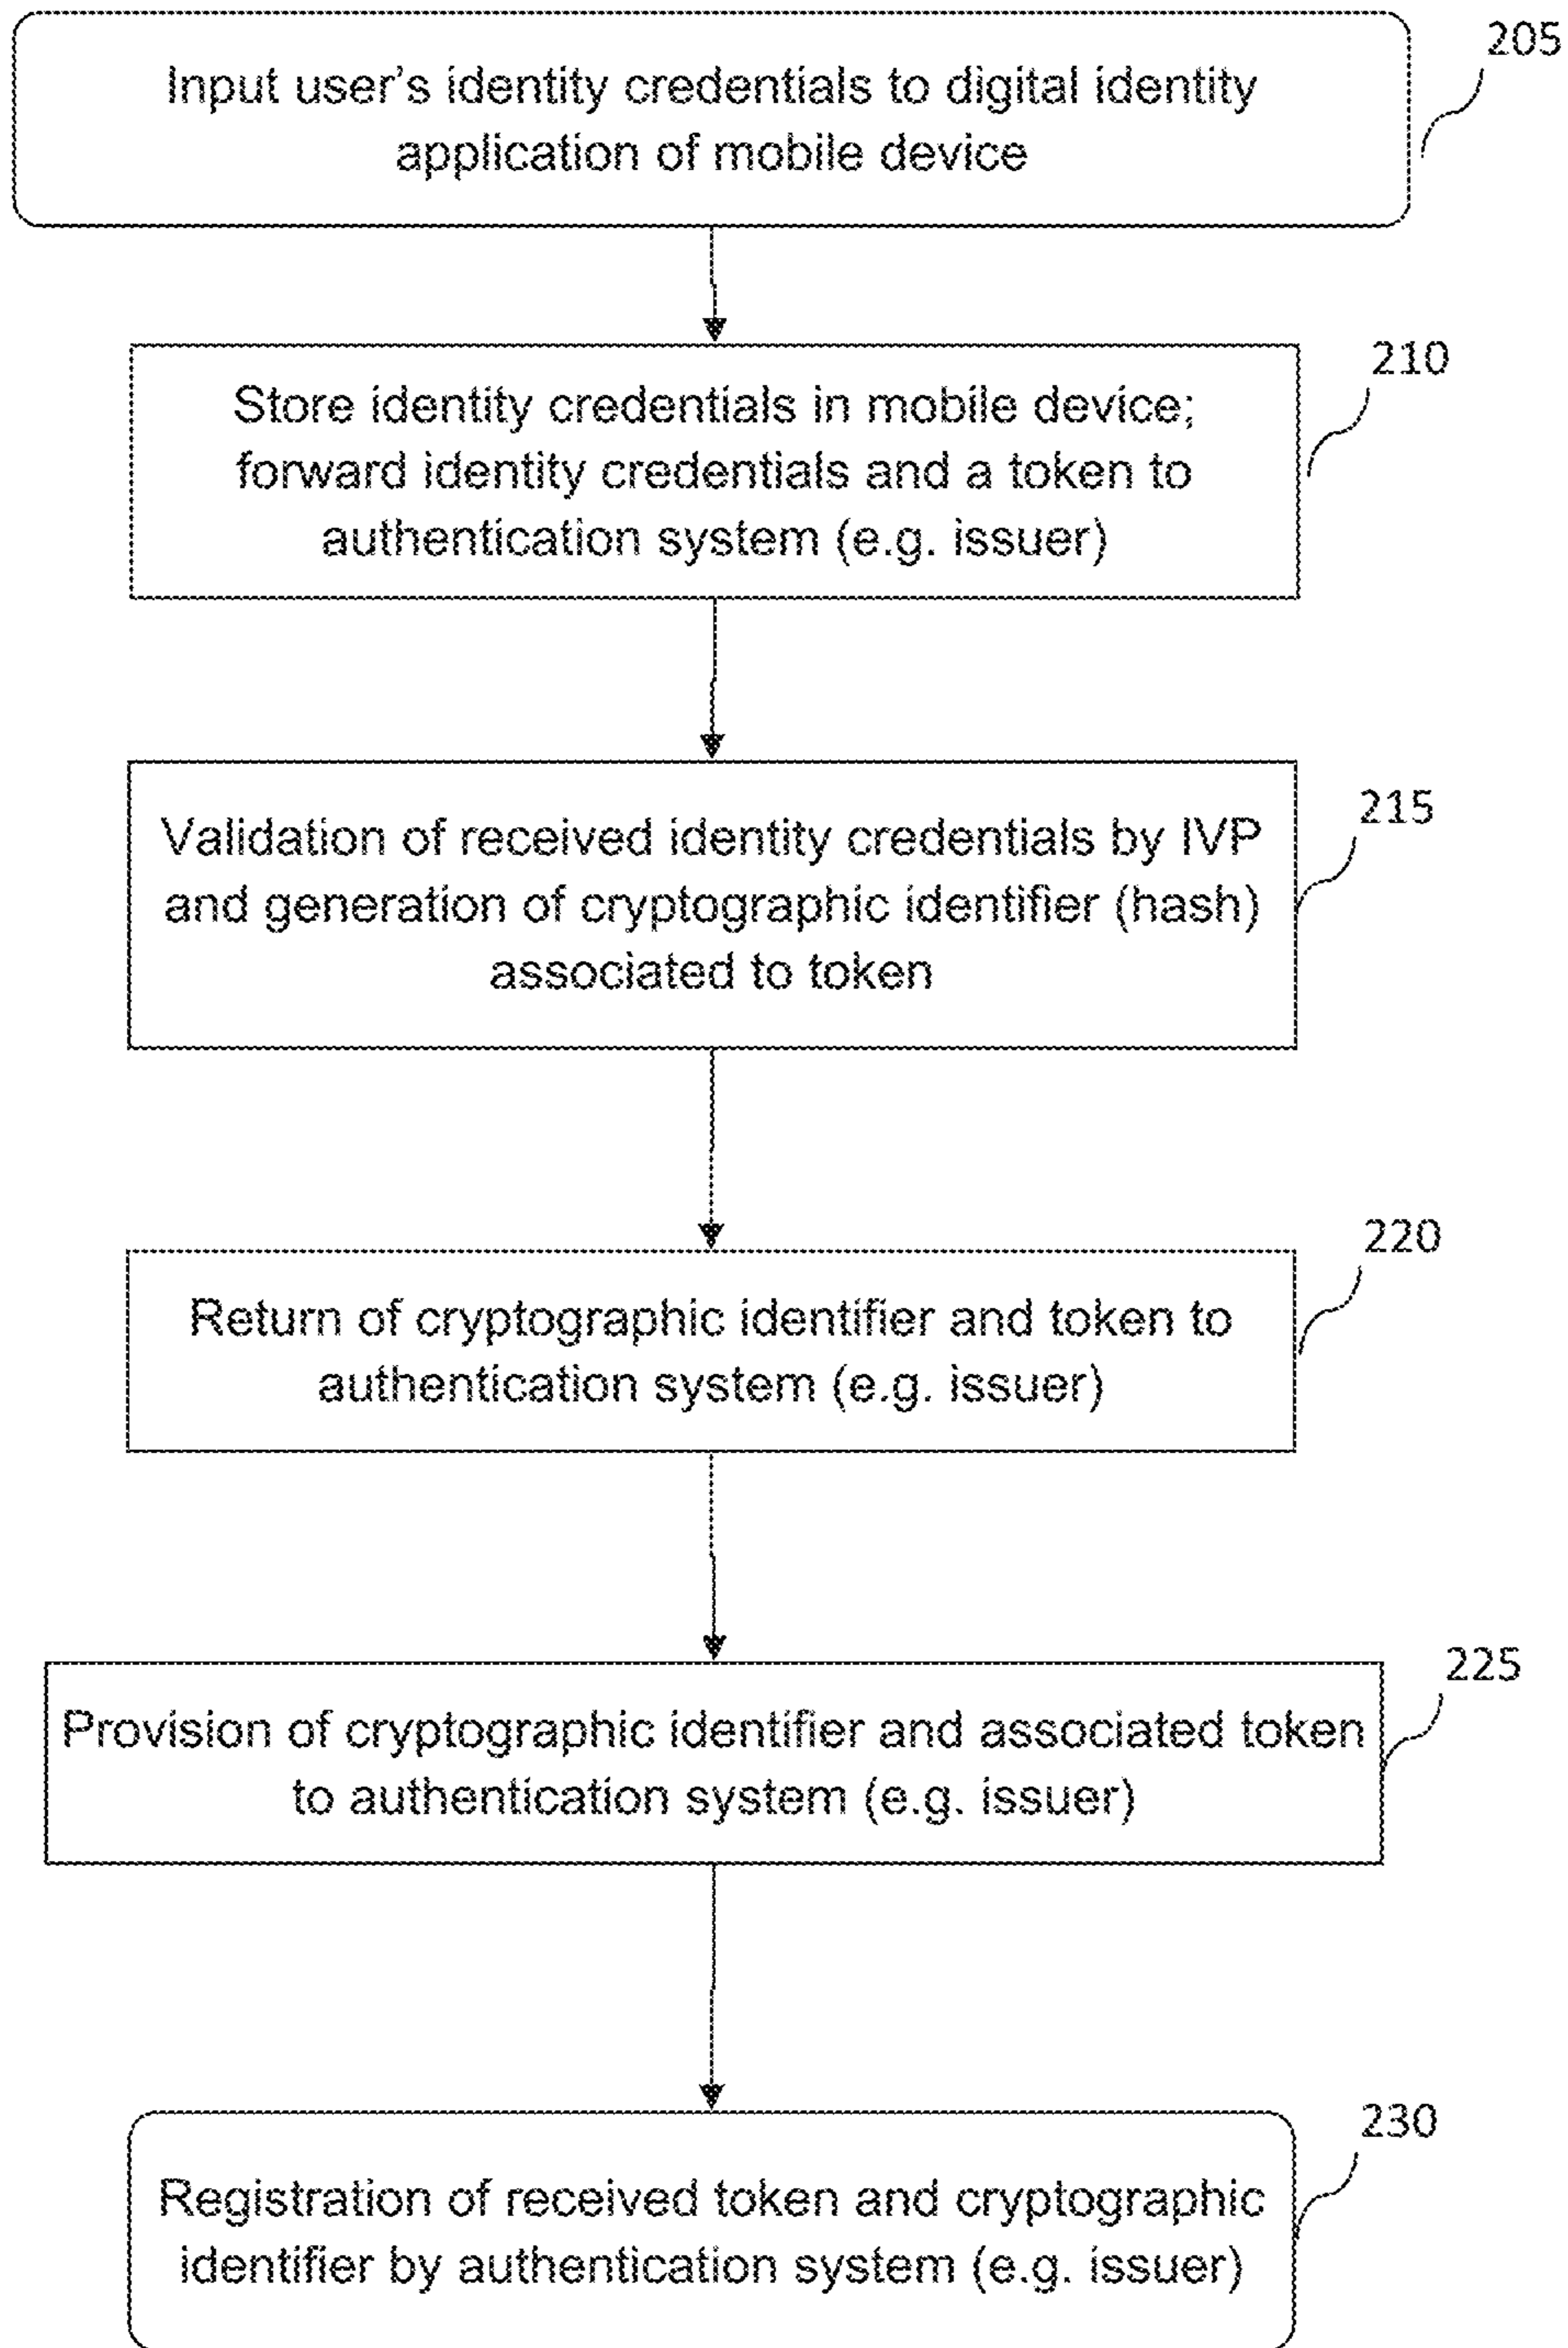 205
Input user's identity credentials to digital identity
application of mobile device
210
Store identity credentials in mobile device;
forward identity credentials and a token to
authentication system (e.g. issuer)
215
Validation of received identity credentials by IVP
and generation of cryptographic identifier (hash)
associated to token
220
Return of cryptographic identifier and token to
authentication system (e.g. issuer)
225
Provision of cryptographic identifier and associated token
to authentication system (e.g. issuer)
230
Registration of received token and cryptographic
identifier by authentication system (e.g. issuer)